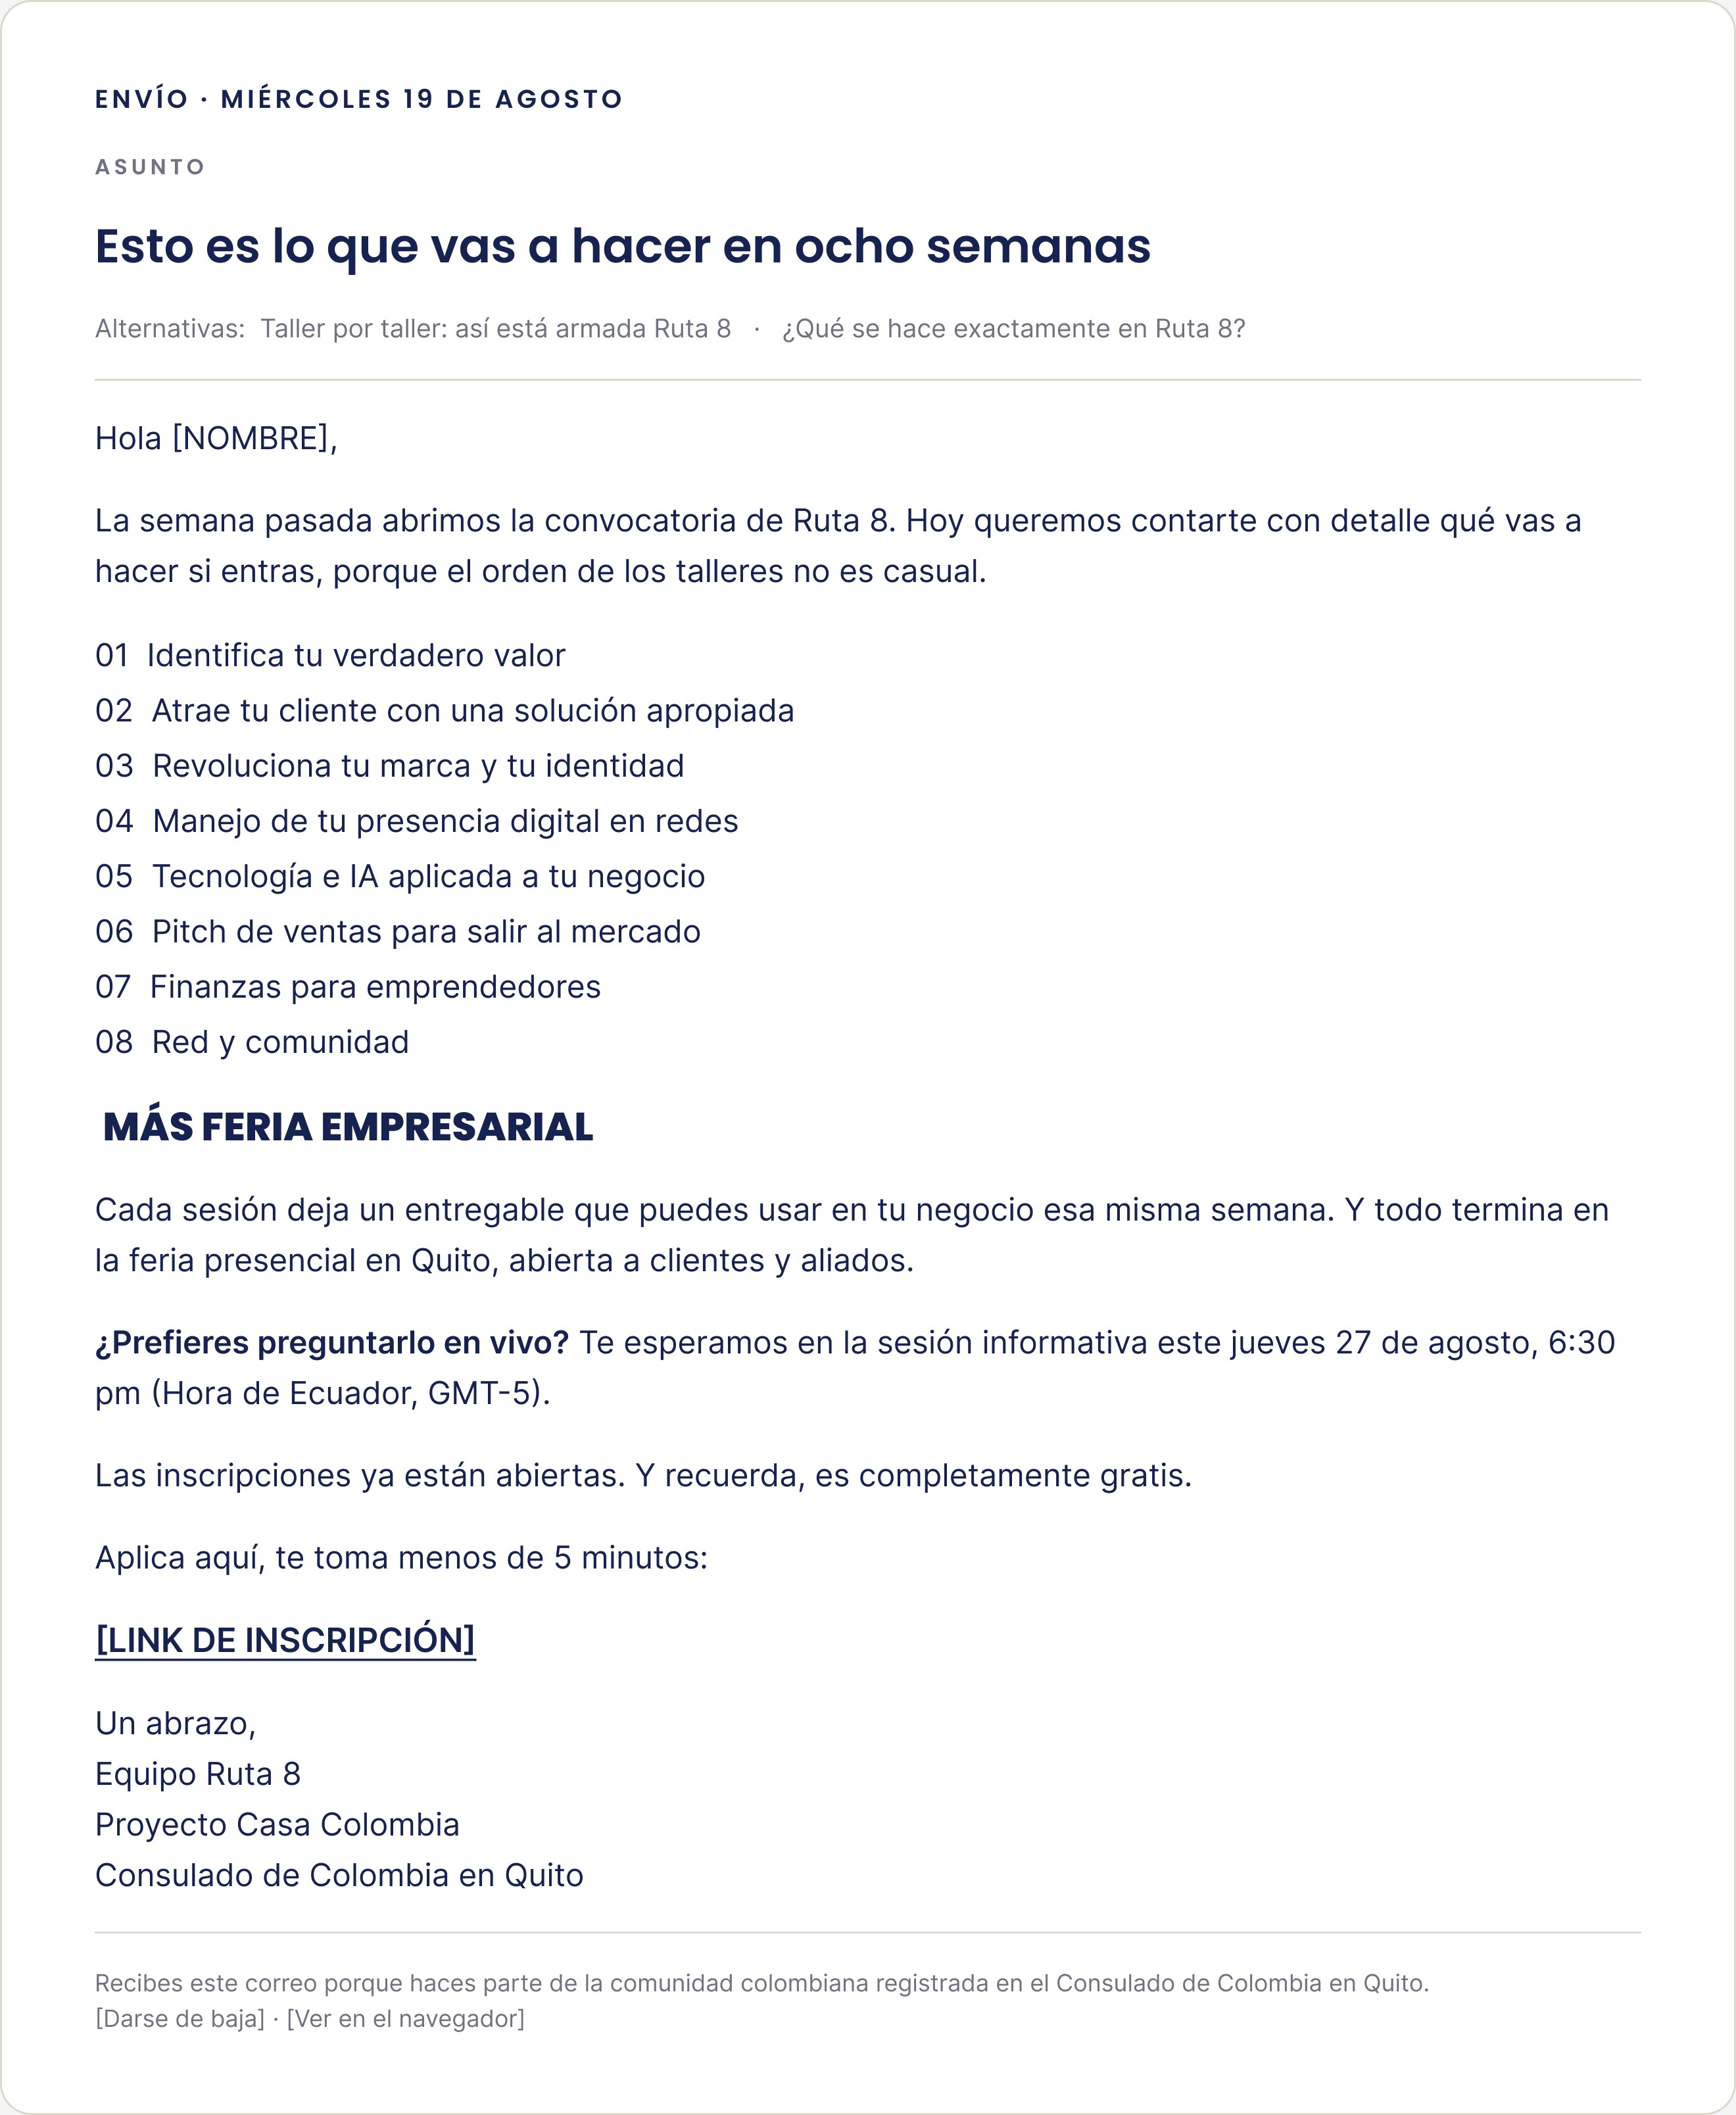 ENVÍO · MIÉRCOLES 19 DE AGOSTO
ASUNTO
Esto es lo que vas a hacer en ocho semanas
Alternativas: Taller por taller: así está armada Ruta 8 · ¿Qué se hace exactamente en Ruta 8?
Hola [NOMBRE],
La semana pasada abrimos la convocatoria de Ruta 8. Hoy queremos contarte con detalle qué vas a
hacer si entras, porque el orden de los talleres no es casual.
01 Identifica tu verdadero valor
02 Atrae tu cliente con una solución apropiada
03 Revoluciona tu marca y tu identidad
04 Manejo de tu presencia digital en redes
05 Tecnología e IA aplicada a tu negocio
06 Pitch de ventas para salir al mercado
07 Finanzas para emprendedores
08 Red y comunidad
MÁS FERIA EMPRESARIAL
Cada sesión deja un entregable que puedes usar en tu negocio esa misma semana. Y todo termina en
la feria presencial en Quito, abierta a clientes y aliados.
¿Prefieres preguntarlo en vivo? Te esperamos en la sesión informativa este jueves 27 de agosto, 6:30
pm (Hora de Ecuador, GMT-5).
Las inscripciones ya están abiertas. Y recuerda, es completamente gratis.
Aplica aquí, te toma menos de 5 minutos:
[LINK DE INSCRIPCIÓN]
Un abrazo,
Equipo Ruta 8
Proyecto Casa Colombia
Consulado de Colombia en Quito
Recibes este correo porque haces parte de la comunidad colombiana registrada en el Consulado de Colombia en Quito.
[Darse de baja] · [Ver en el navegador]